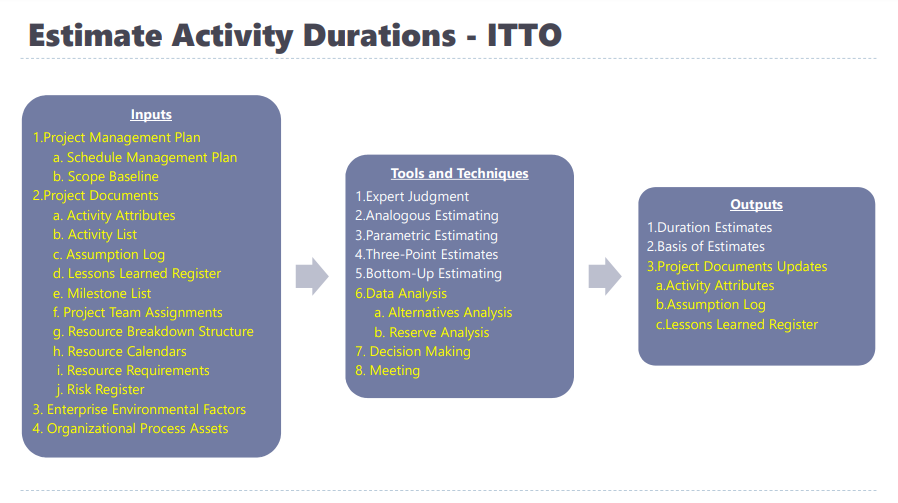 Estimate Activity Durations - ITTO
Inputs
1.Project Management Plan
a. Schedule Management Plan
b. Scope Baseline
2.Project Documents
a. Activity Attributes
b. Activity List
c. Assumption Log
d. Lessons Learned Register
e. Milestone List
f. Project Team Assignments
g. Resource Breakdown Structure
h. Resource Calendars
i. Resource Requirements
j. Risk Register
3. Enterprise Environmental Factors
4. Organizational Process Assets
Tools and Techniques
1.Expert Judgment
2.Analogous Estimating
3.Parametric Estimating
4.Three-Point Estimates
5.Bottom-Up Estimating
6.Data Analysis
a. Alternatives Analysis
b. Reserve Analysis
7. Decision Making
8. Meeting
Outputs
1.Duration Estimates
2.Basis of Estimates
3.Project Documents Updates
a.Activity Attributes
b.Assumption Log
c.Lessons Learned Register